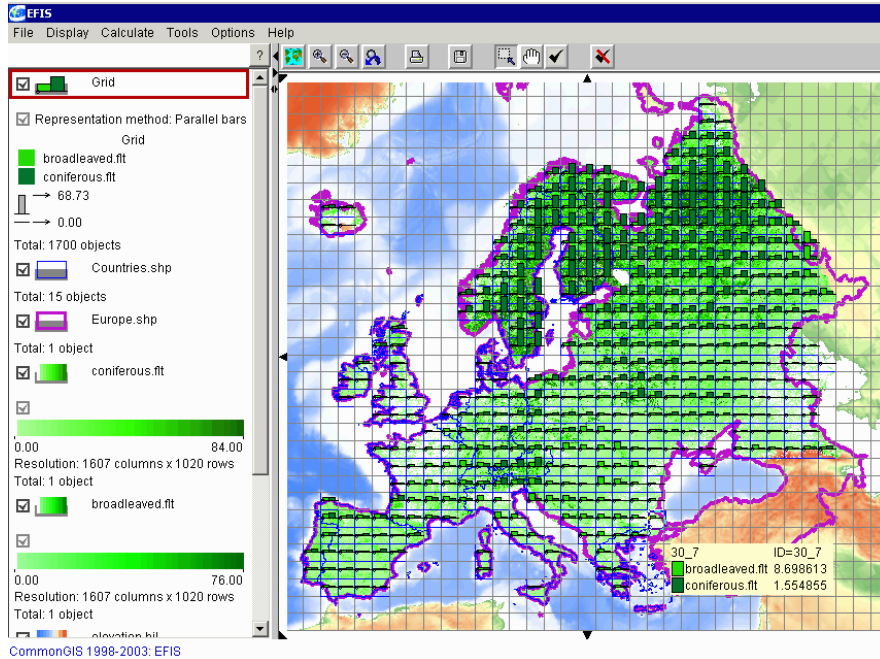 EFIS
File Display Calculate Tools Options Help
?
Grid
Representation method: Parallel bars
Grid
broadleaved.flt
coniferous.flt
68.73
0.00
Total: 1700 objects
Countries.shp
Total: 15 objects
Europe.shp
Total: 1 object
coniferous.flt
0.00 84.00
Resolution: 1607 columns x 1020 rows
Total: 1 object
broadleaved.flt
0.00 76.00
Resolution: 1607 columns x 1020 rows
Total: 1 object
elevation.bil
30_7 ID=30_7
broadleaved.flt 8.698613
coniferous.flt 1.554855
CommonGIS 1998-2003: EFIS